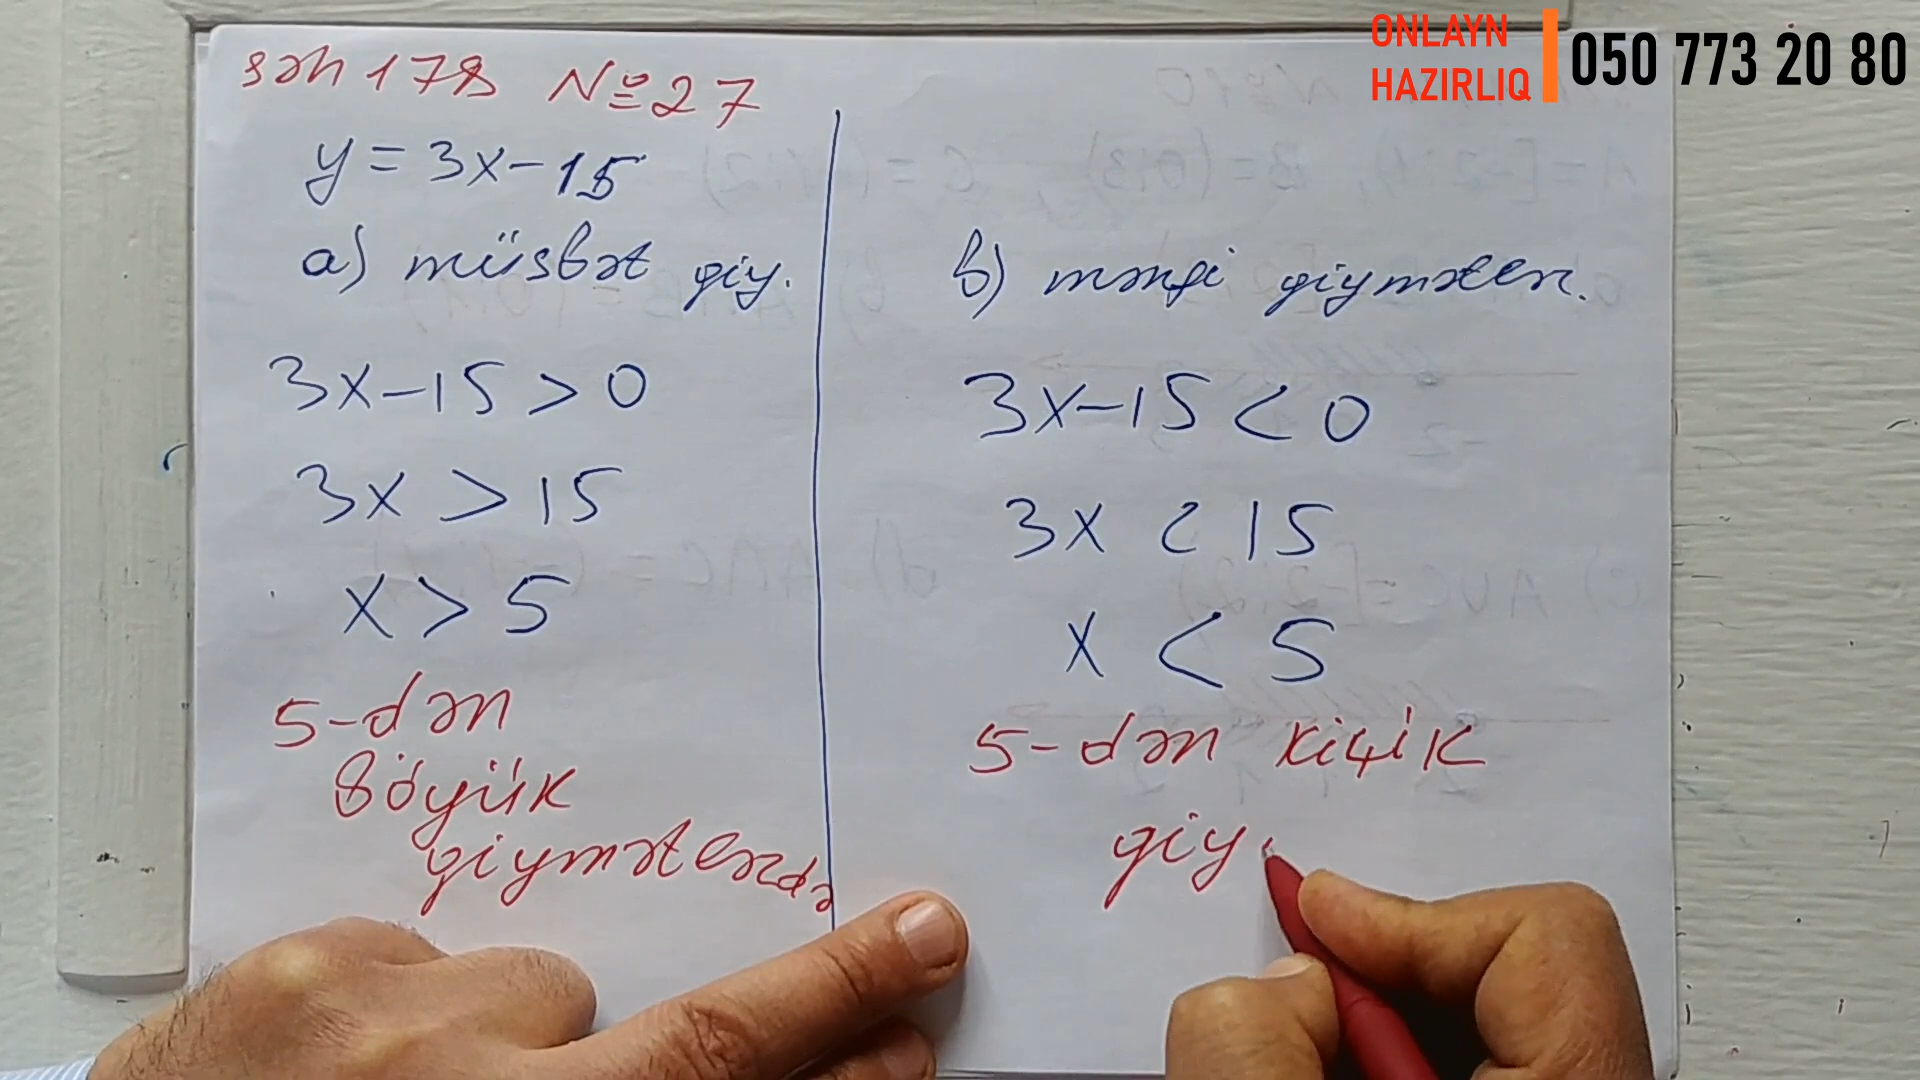 ONLAYN
HAZIRLIQ
050 773 20 80
səh 178 №27
y = 3x - 15
a) müsbət qiy.
3x - 15 > 0
3x > 15
x > 5
5-dən
böyük
qiymətlərdə
b) mənfi qiymətlər.
3x - 15 < 0
3x < 15
x < 5
5-dən kiçik
qiy